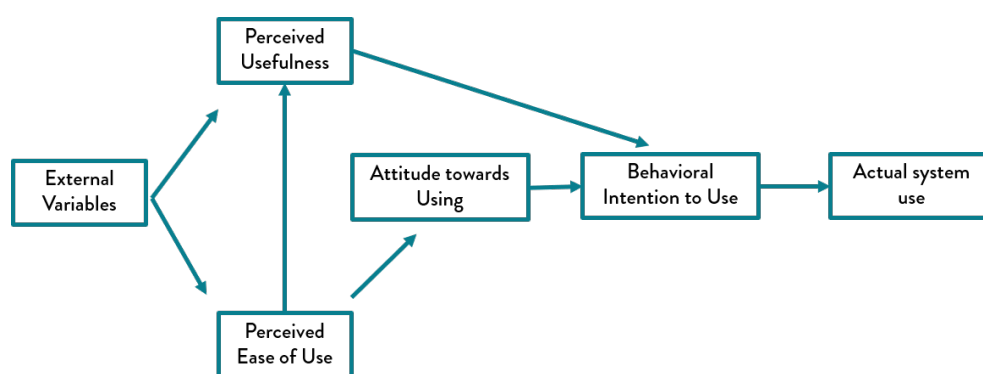 Perceived
Usefulness
External
Variables
Attitude towards
Using
Behavioral
Intention to Use
Actual system
use
Perceived
Ease of Use